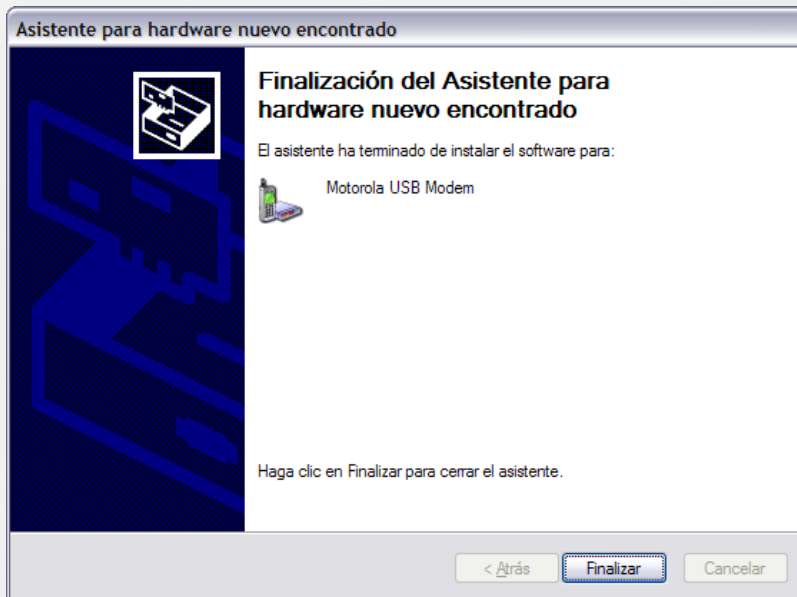 Asistente para hardware nuevo encontrado
Finalización del Asistente para
hardware nuevo encontrado
El asistente ha terminado de instalar el software para:
Motorola USB Modem
Haga clic en Finalizar para cerrar el asistente.
< Atrás
Finalizar
Cancelar